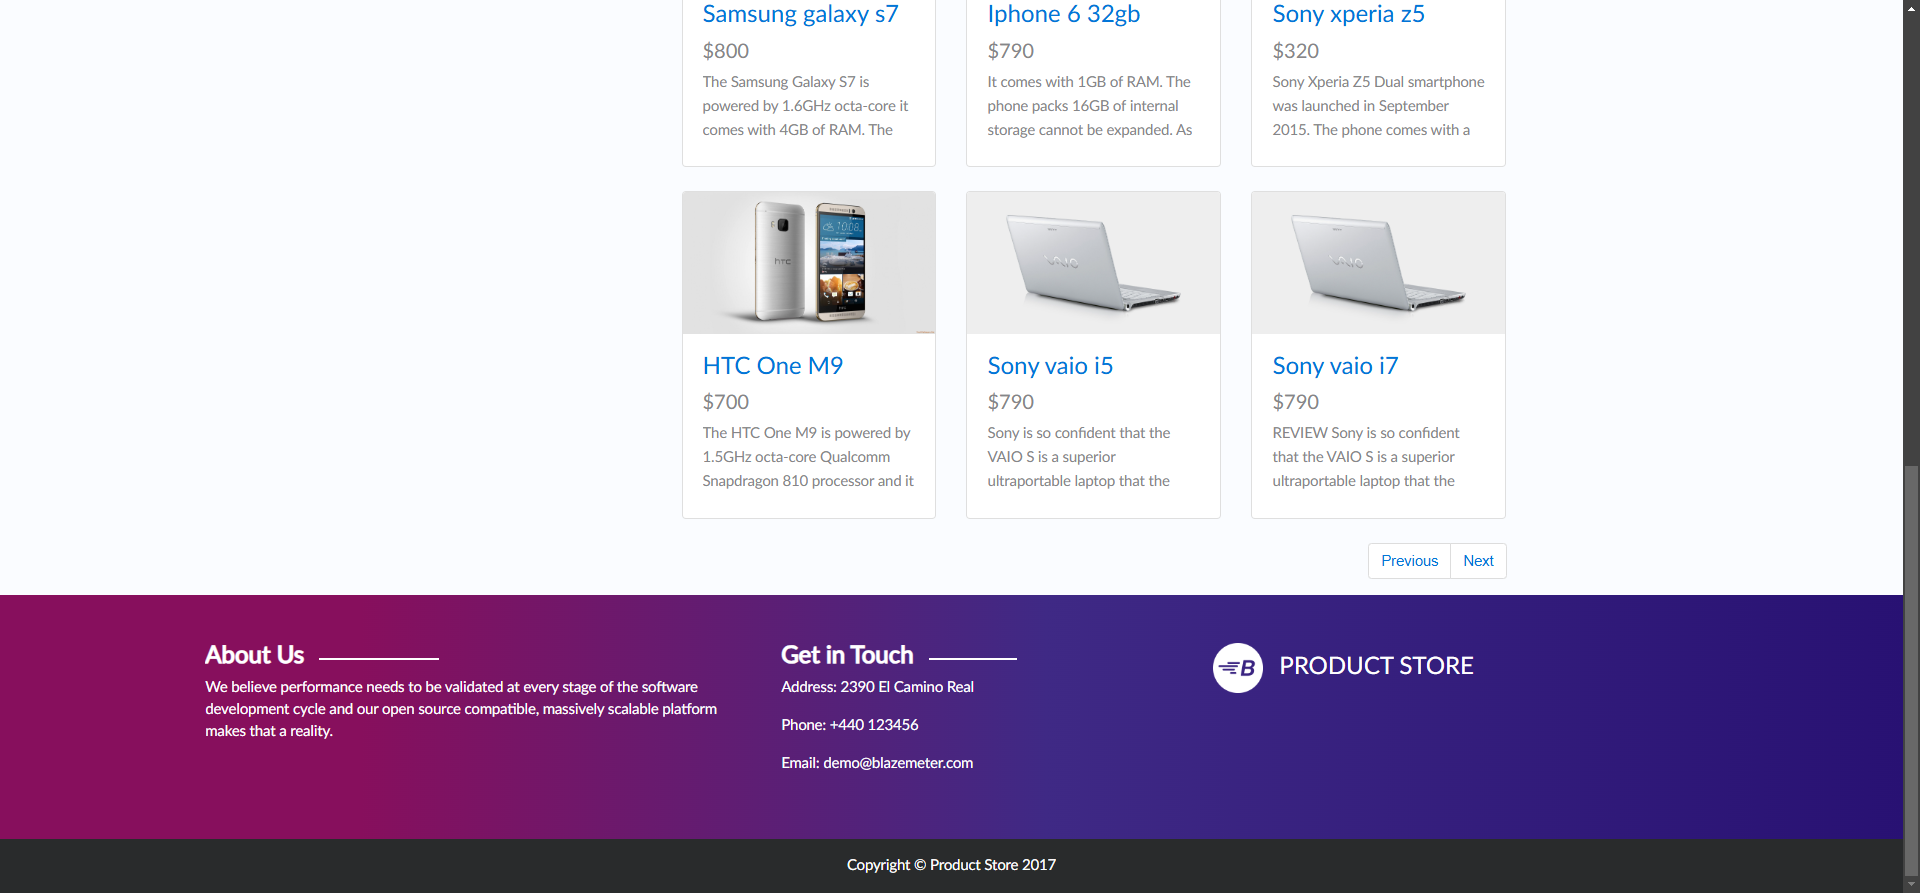 Samsung galaxy s7
$800
The Samsung Galaxy S7 is
powered by 1.6GHz octa-core it
comes with 4GB of RAM. The
Iphone 6 32gb
$790
It comes with 1GB of RAM. The
phone packs 16GB of internal
storage cannot be expanded. As
Sony xperia z5
$320
Sony Xperia Z5 Dual smartphone
was launched in September
2015. The phone comes with a
hTC
HTC One M9
$700
The HTC One M9 is powered by
1.5GHz octa-core Qualcomm
Snapdragon 810 processor and it
VAIO
Sony vaio i5
$790
Sony is so confident that the
VAIO S is a superior
ultraportable laptop that the
VAIO
Sony vaio i7
$790
REVIEW Sony is so confident
that the VAIO S is a superior
ultraportable laptop that the
Previous
Next
About Us
We believe performance needs to be validated at every stage of the software
development cycle and our open source compatible, massively scalable platform
makes that a reality.
Get in Touch
Address: 2390 El Camino Real
Phone: +440 123456
Email: demo@blazemeter.com
B
PRODUCT STORE
Copyright © Product Store 2017